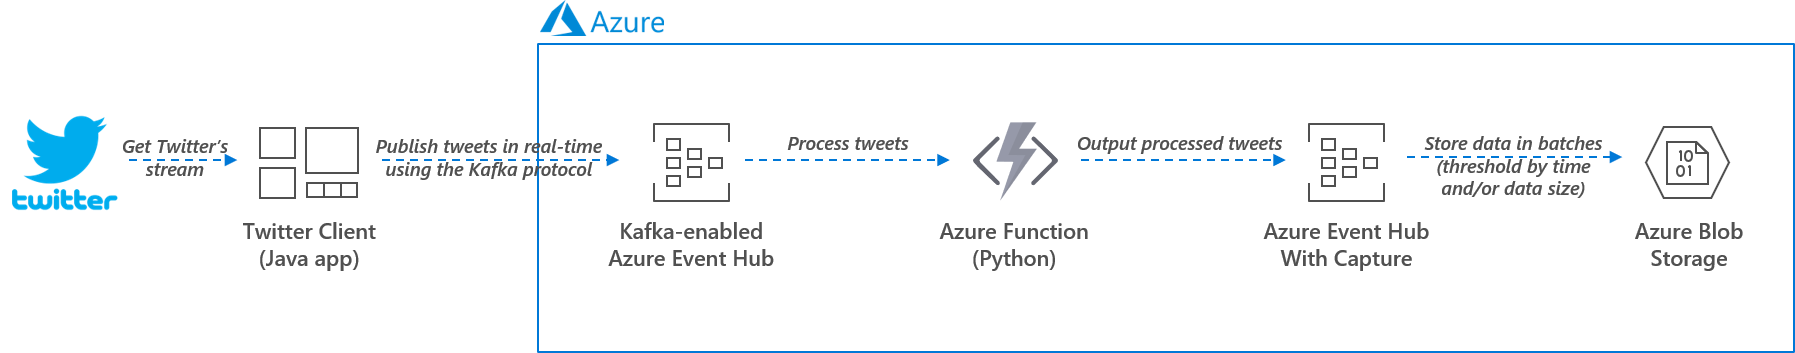 Azure
Get Twitter's
stream
Publish tweets in real-time
using the Kafka protocol
Process tweets
Output processed tweets
Store data in batches
(threshold by time
and/or data size)
10
01
twitter
Twitter Client
(Java app)
Kafka-enabled
Azure Event Hub
Azure Function
(Python)
Azure Event Hub
With Capture
Azure Blob
Storage